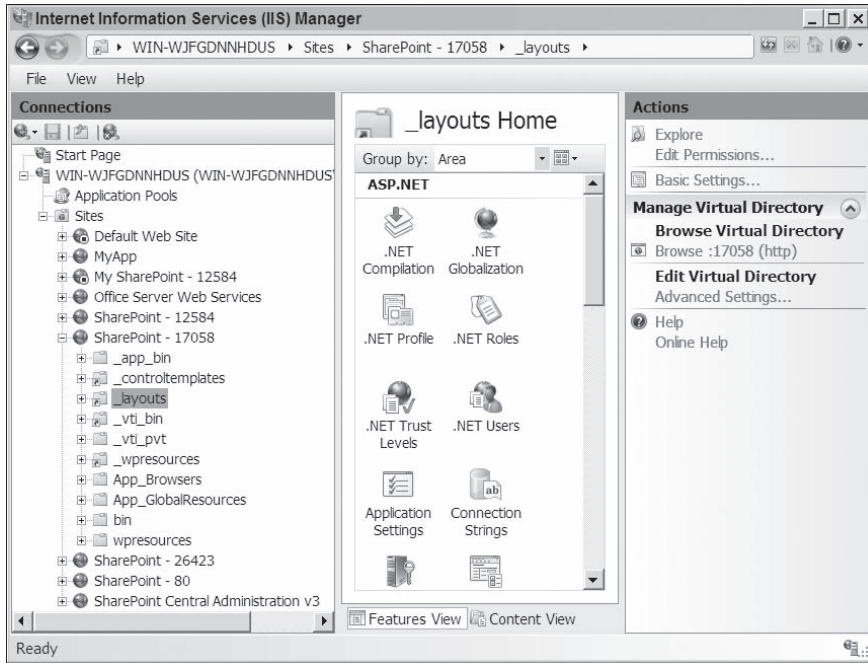 Internet Information Services (IIS) Manager
WIN-WJFGDNNHDUS Sites SharePoint - 17058 _layouts
File View Help
Connections
Start Page
WIN-WJFGDNNHDUS (WIN-WJFGDNNHDUS\
Application Pools
Sites
Default Web Site
MyApp
My SharePoint - 12584
Office Server Web Services
SharePoint - 12584
SharePoint - 17058
_app_bin
_controltemplates
_layouts
_vti_bin
_vti_pvt
_wpresources
App_Browsers
App_GlobalResources
bin
wpresources
SharePoint - 26423
SharePoint - 80
SharePoint Central Administration v3
_layouts Home
Group by: Area
ASP.NET
.NET Compilation
.NET Globalization
.NET Profile
.NET Roles
.NET Trust Levels
.NET Users
Application Settings
ab
Connection Strings
Features View Content View
Actions
Explore
Edit Permissions...
Basic Settings...
Manage Virtual Directory
Browse Virtual Directory
Browse :17058 (http)
Edit Virtual Directory
Advanced Settings...
Help
Online Help
Ready